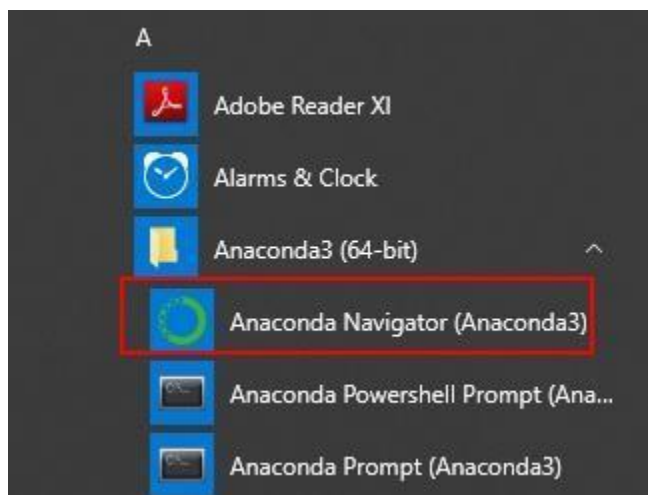 A
Adobe Reader XI
Alarms & Clock
Anaconda3 (64-bit)
Anaconda Navigator (Anaconda3)
Anaconda Powershell Prompt (Ana...
Anaconda Prompt (Anaconda3)